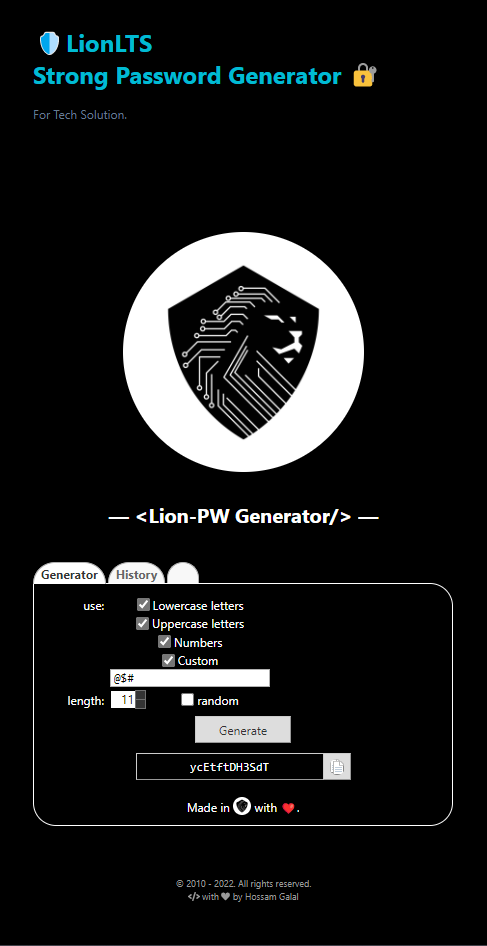 LionLTS
Strong Password Generator
For Tech Solution.
— <Lion-PW Generator/> —
Generator History
use: Lowercase letters
Uppercase letters
Numbers
Custom
@$#
length: 11 random
Generate
ycEtftDH3SdT
Made in with .
© 2010 - 2022. All rights reserved.
</> with by Hossam Galal